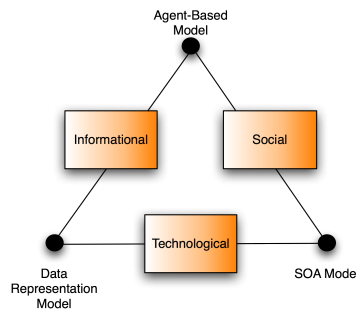 Agent-Based
Model
Informational
Social
Technological
Data
Representation
Model
SOA Mode